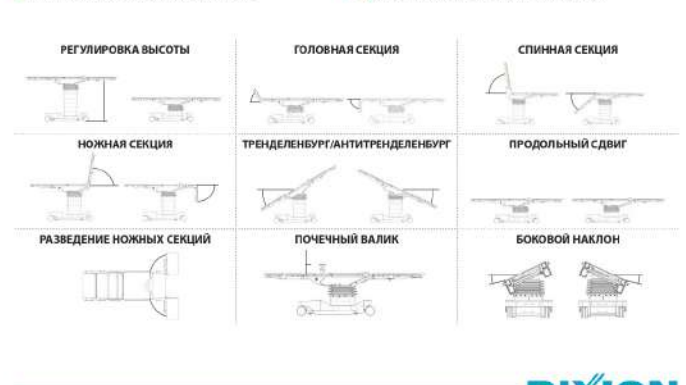 РЕГУЛИРОВКА ВЫСОТЫ
ГОЛОВНАЯ СЕКЦИЯ
СПИННАЯ СЕКЦИЯ
НОЖНАЯ СЕКЦИЯ
ТРЕНДЕЛЕНБУРГ/АНТИТРЕНДЕЛЕНБУРГ
ПРОДОЛЬНЫЙ СДВИГ
РАЗВЕДЕНИЕ НОЖНЫХ СЕКЦИЙ
ПОЧЕЧНЫЙ ВАЛИК
БОКОВОЙ НАКЛОН
DIXION